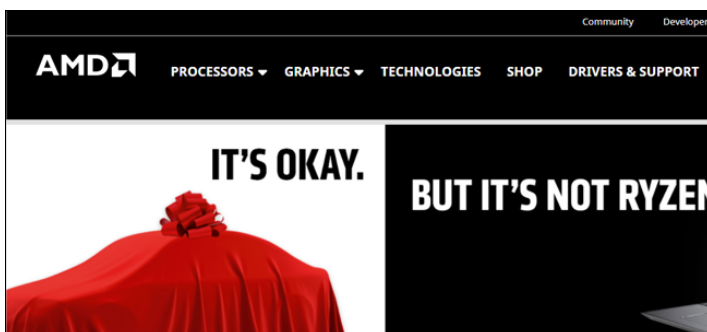 Community Developer
AMD
PROCESSORS GRAPHICS TECHNOLOGIES SHOP DRIVERS & SUPPORT
IT'S OKAY.
BUT IT'S NOT RYZEN